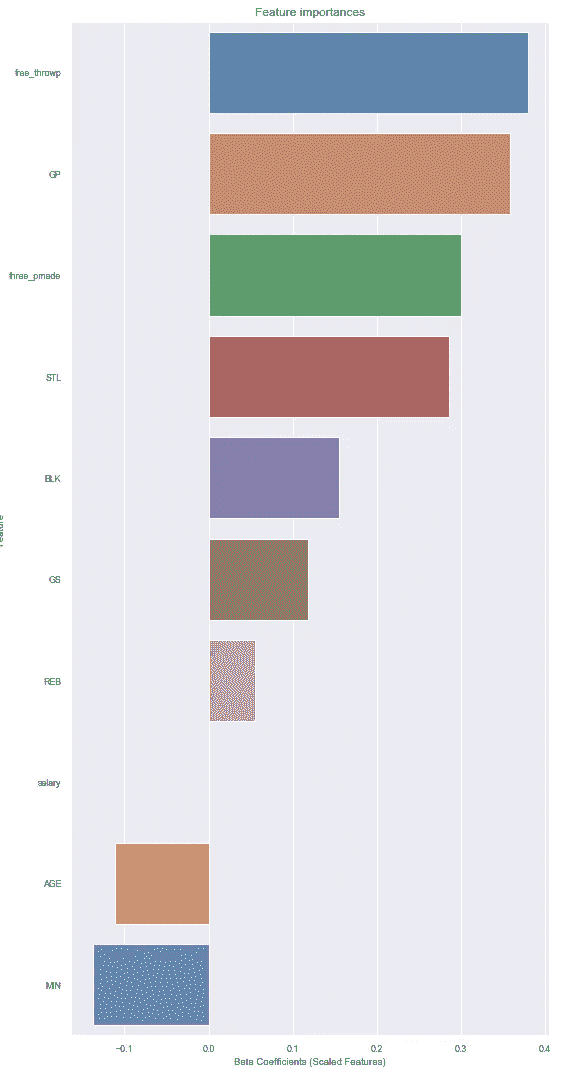 Feature importances
free_throwp
GP
three_pmade
STL
BLK
GS
REB
salary
AGE
MIN
Feature
−0.1 0.0 0.1 0.2 0.3 0.4
Beta Coefficients (Scaled Features)